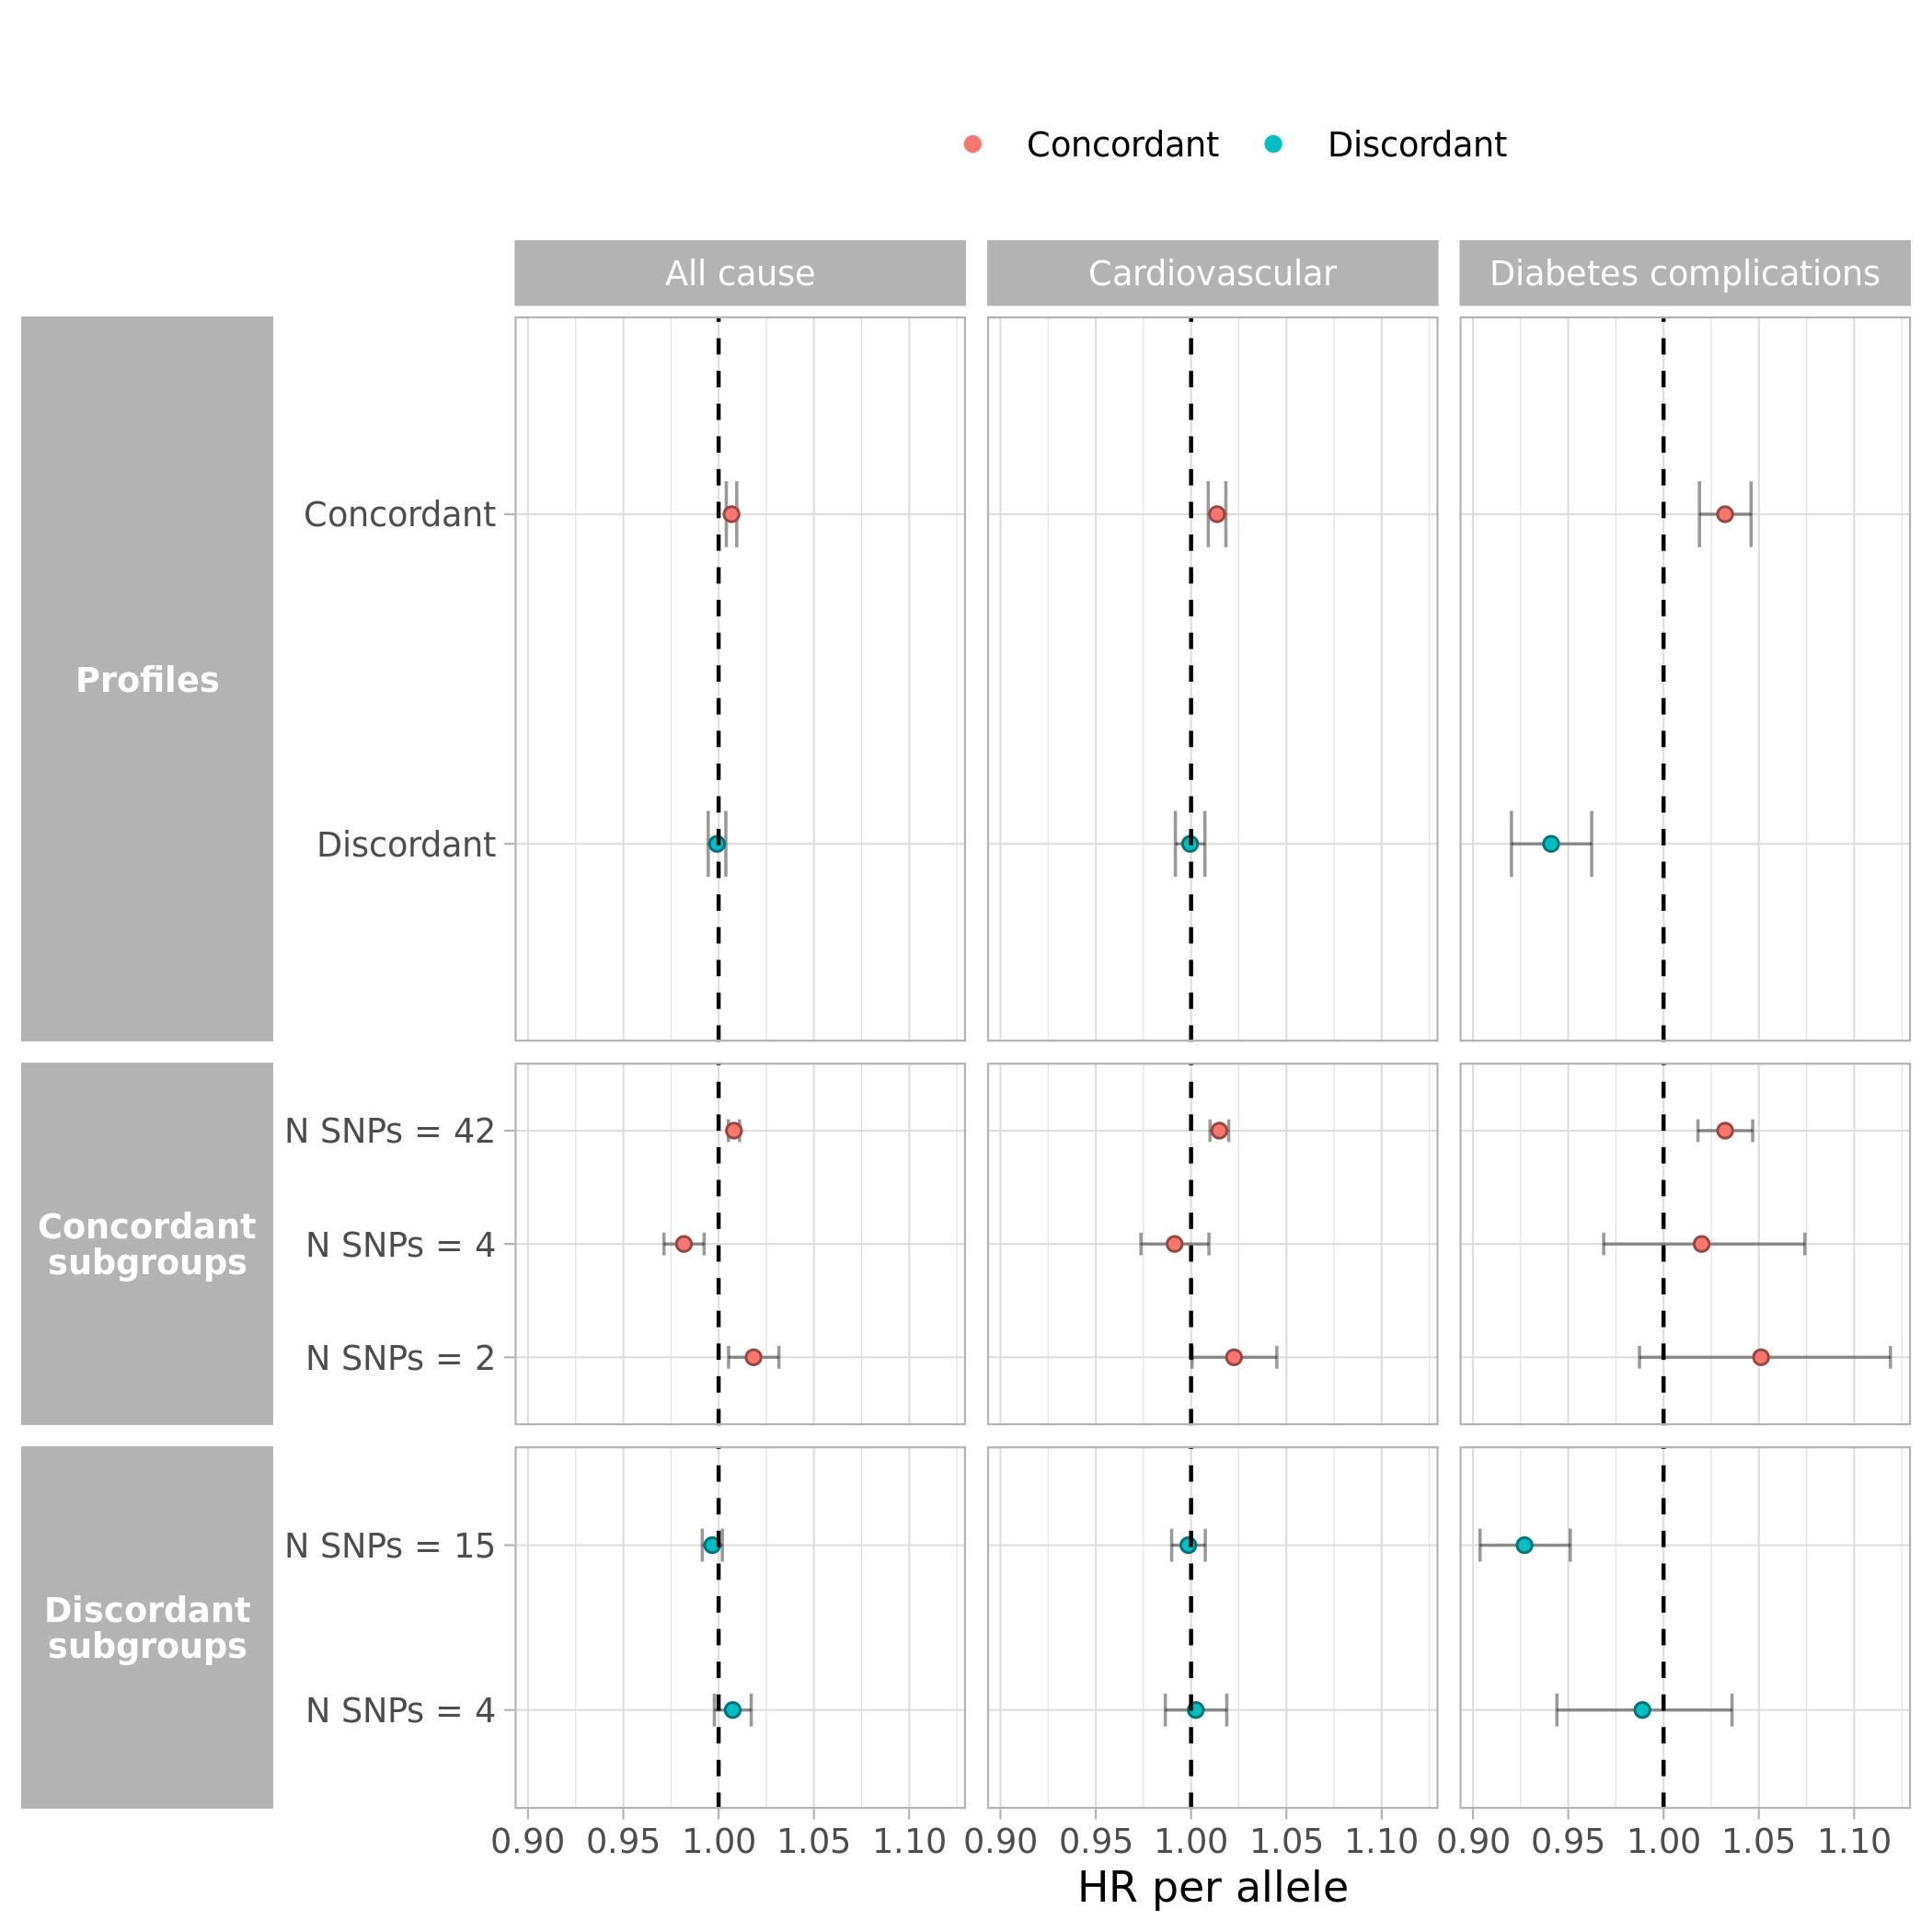 Concordant Discordant
All cause Cardiovascular Diabetes complications
Profiles
Concordant
Discordant
Concordant
subgroups
N SNPs = 42
N SNPs = 4
N SNPs = 2
Discordant
subgroups
N SNPs = 15
N SNPs = 4
0.90 0.95 1.00 1.05 1.10 0.90 0.95 1.00 1.05 1.10 0.90 0.95 1.00 1.05 1.10
HR per allele